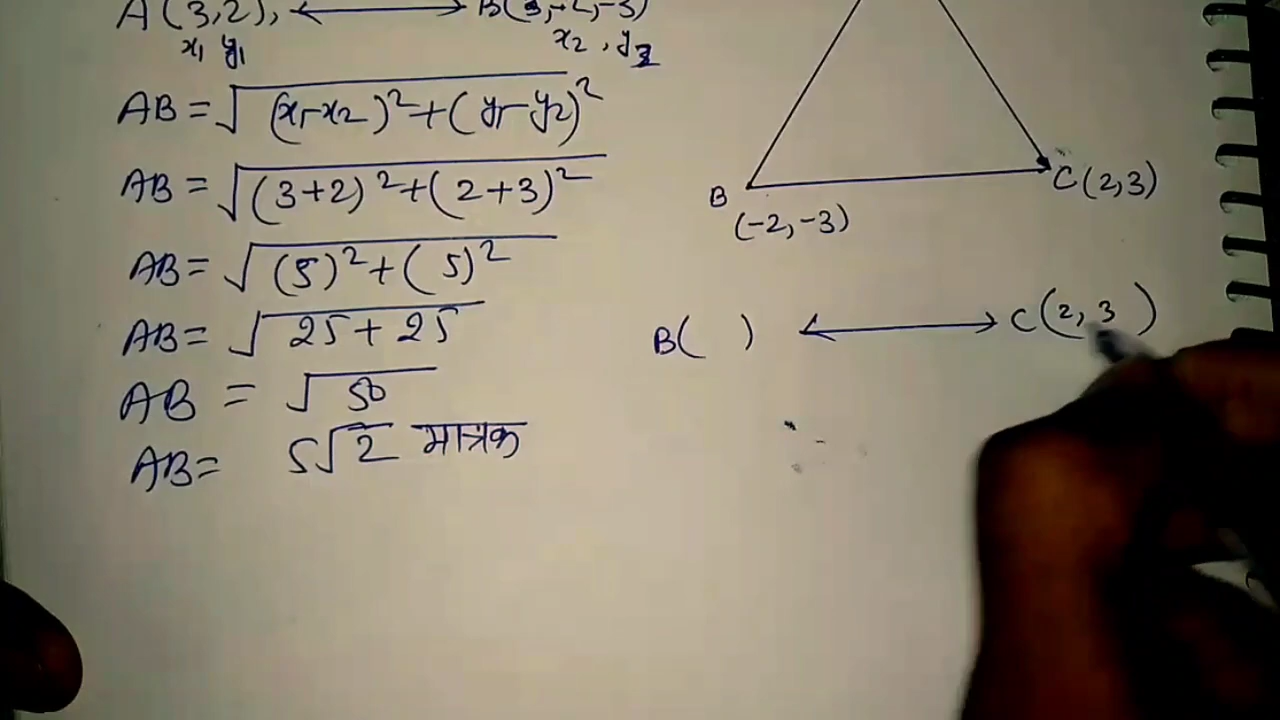 A(3,2), ⟷ B(-2,-3)
x₁ y₁ x₂, y₂
AB = √(x₁-x₂)²+(y₁-y₂)²
AB = √(3+2)²+(2+3)²
AB = √(5)²+(5)²
AB = √25+25
AB = √50
AB = 5√2 मात्रक
B
(-2,-3)
C(2,3)
B( ) ⟷ C(2,3)